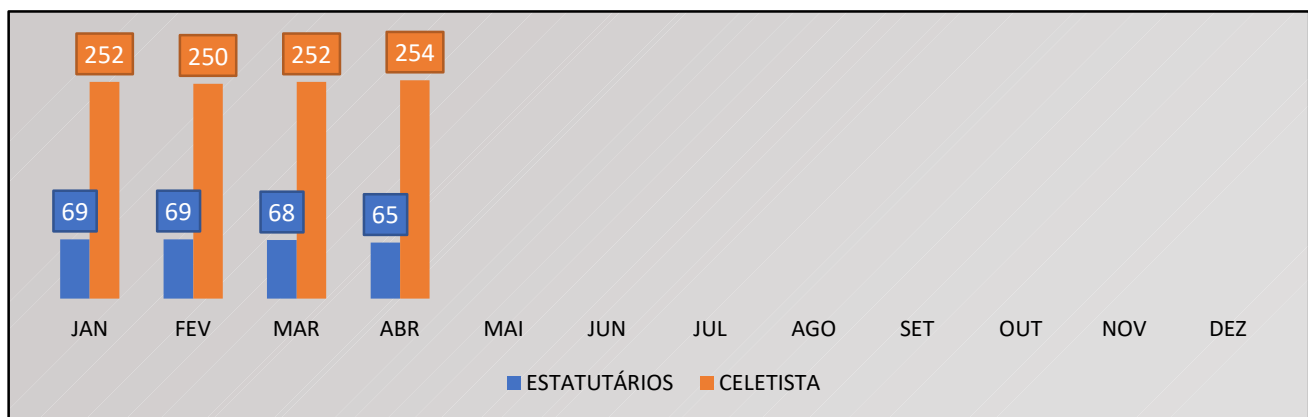 252 250 252 254
69 69 68 65
JAN FEV MAR ABR MAI JUN JUL AGO SET OUT NOV DEZ
ESTATUTÁRIOS CELETISTA